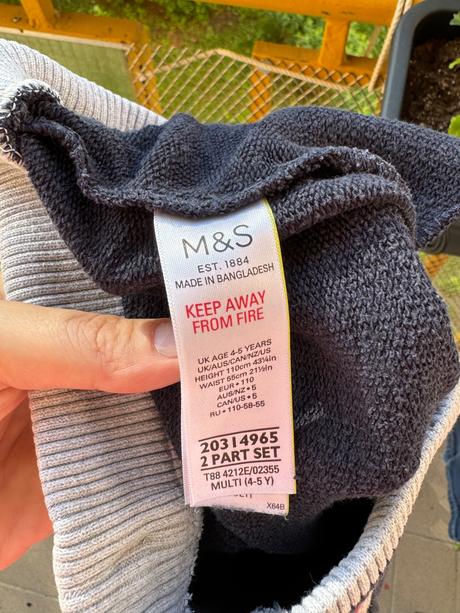 M&S
EST. 1884
MADE IN BANGLADESH
KEEP AWAY
FROM FIRE
UK AGE 4-5 YEARS
UK/AUS/CAN/NZ/US
HEIGHT 110cm 43¼in
WAIST 55cm 21½in
EUR • 110
AUS/NZ • 5
CAN/US • 5
RU • 110-58-55
20314965
2 PART SET
T88 4212E/02355
MULTI (4-5 Y)
X64B